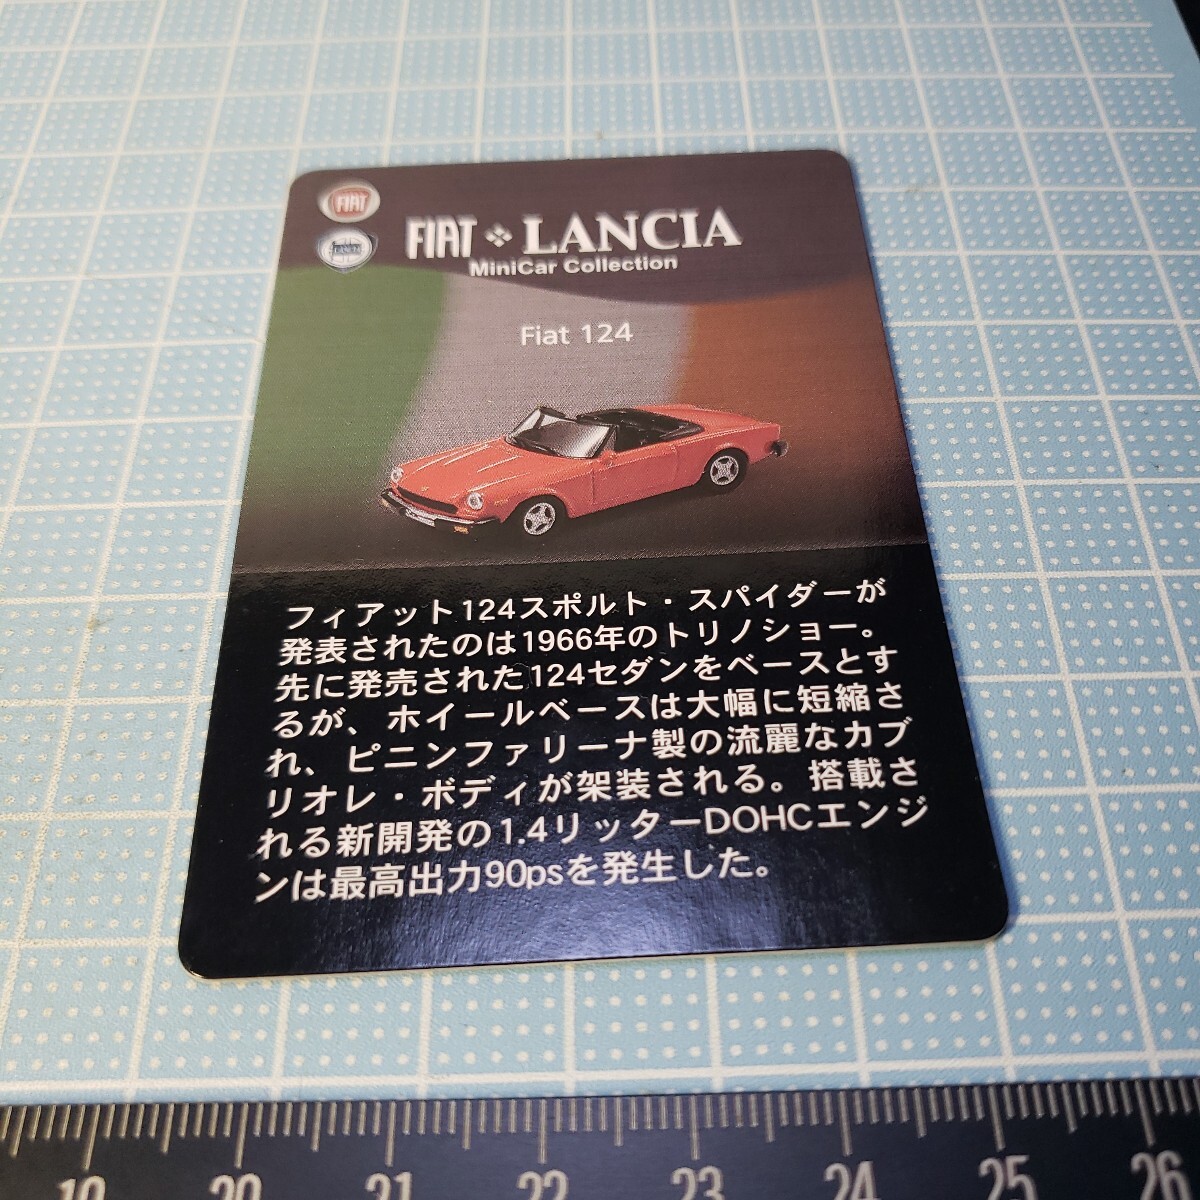 FIAT
FIAT LANCIA
MiniCar Collection
Fiat 124
フィアット124スポルト・スパイダーが
発表されたのは1966年のトリノショー。
先に発売された124セダンをベースとす
るが、ホイールベースは大幅に短縮さ
れ、ピニンファリーナ製の流麗なカブ
リオレ・ボディが架装される。搭載さ
れる新開発の1.4リッターDOHCエンジ
ンは最高出力90psを発生した。
19 20 21 22 23 24 25 26